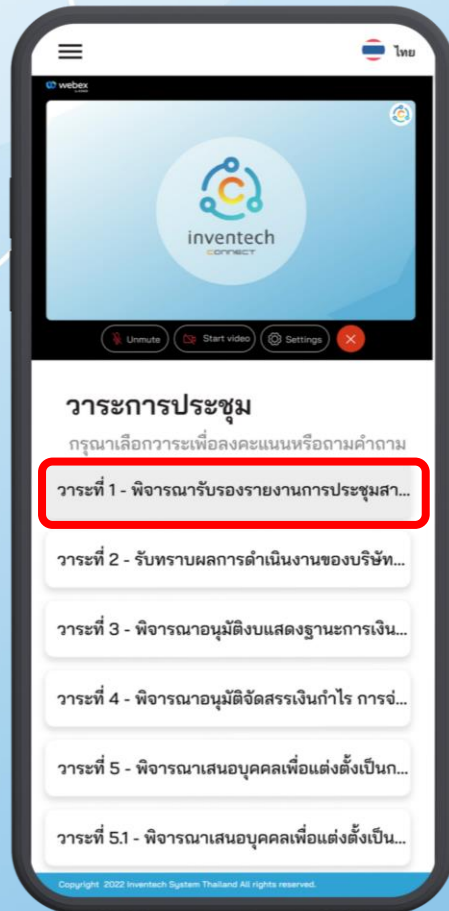 ไทย
webex
by CISCO
inventech
CONNECT
Unmute
Start video
Settings
วาระการประชุม
กรุณาเลือกวาระเพื่อลงคะแนนหรือถามคำถาม
วาระที่ 1 - พิจารณารับรองรายงานการประชุมสา...
วาระที่ 2 - รับทราบผลการดำเนินงานของบริษัท...
วาระที่ 3 - พิจารณาอนุมัติงบแสดงฐานะการเงิน...
วาระที่ 4 - พิจารณาอนุมัติจัดสรรเงินกำไร การจ่...
วาระที่ 5 - พิจารณาเสนอบุคคลเพื่อแต่งตั้งเป็นก...
วาระที่ 5.1 - พิจารณาเสนอบุคคลเพื่อแต่งตั้งเป็น...
Copyright 2022 Inventech System Thailand All rights reserved.